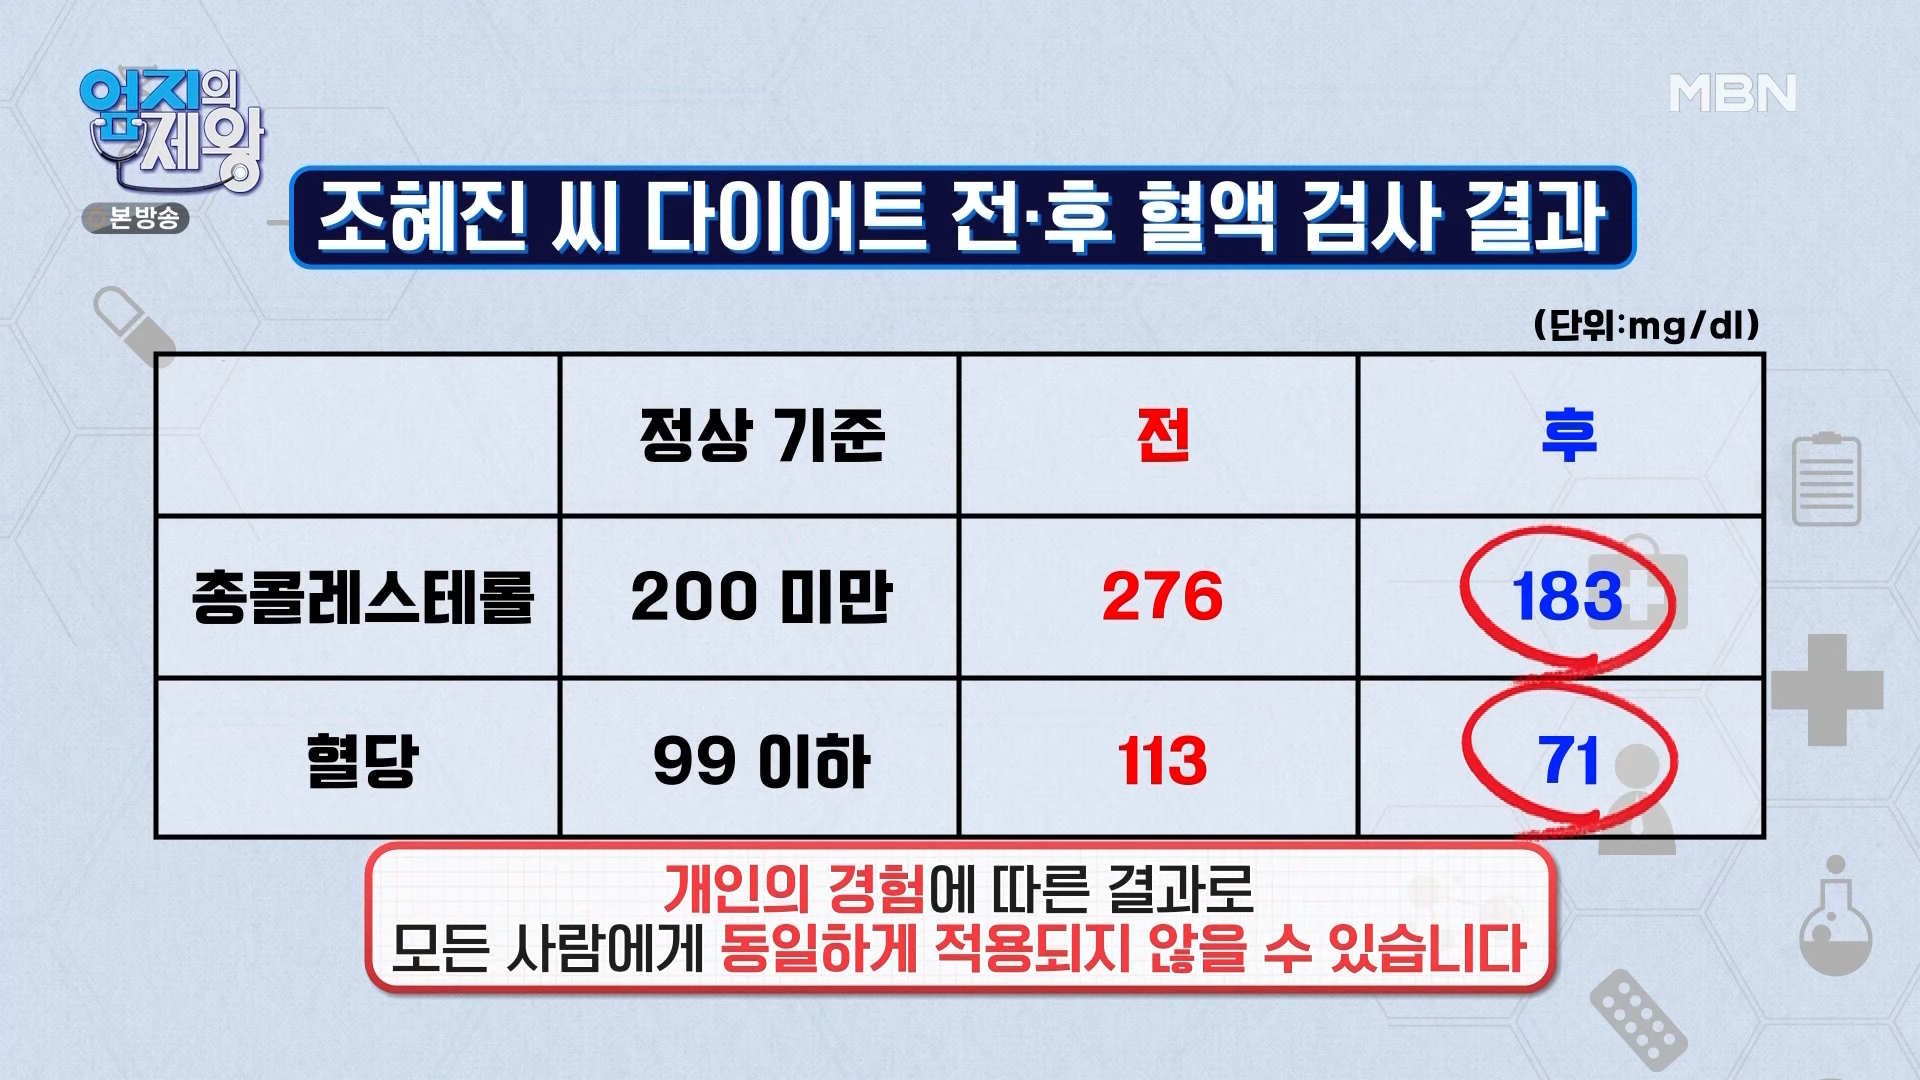 엄지의
제왕
본방송
MBN
조혜진 씨 다이어트 전·후 혈액 검사 결과
(단위:mg/dl)
정상 기준 전 후
총콜레스테롤 200 미만 276 183
혈당 99 이하 113 71
개인의 경험에 따른 결과로
모든 사람에게 동일하게 적용되지 않을 수 있습니다